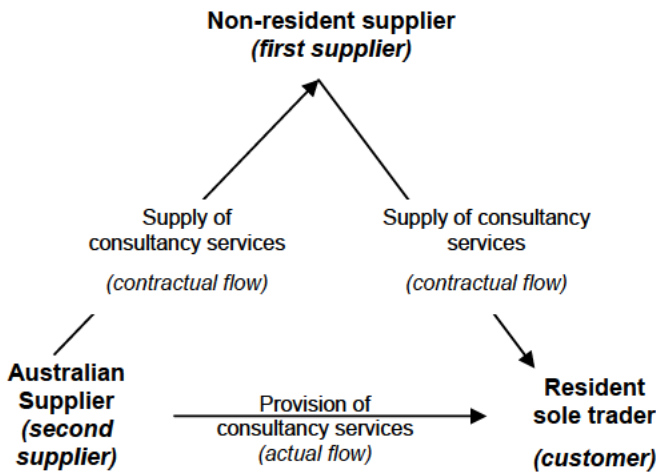 Non-resident supplier
(first supplier)
Supply of
consultancy services
(contractual flow)
Supply of consultancy
services
(contractual flow)
Australian
Supplier
(second
supplier)
Provision of
consultancy services
(actual flow)
Resident
sole trader
(customer)